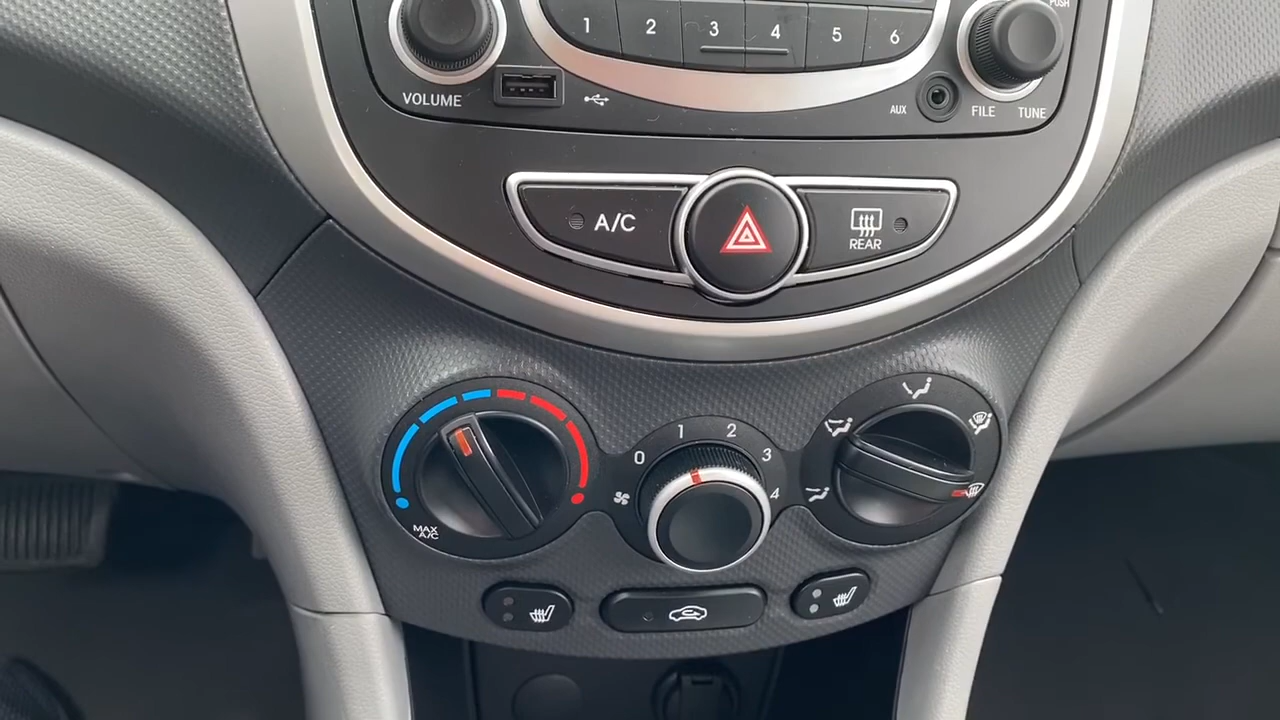 PUSH
1 2 3 4 5 6
VOLUME
AUX
FILE
TUNE
A/C
REAR
0 1 2 3 4
MAX
A/C